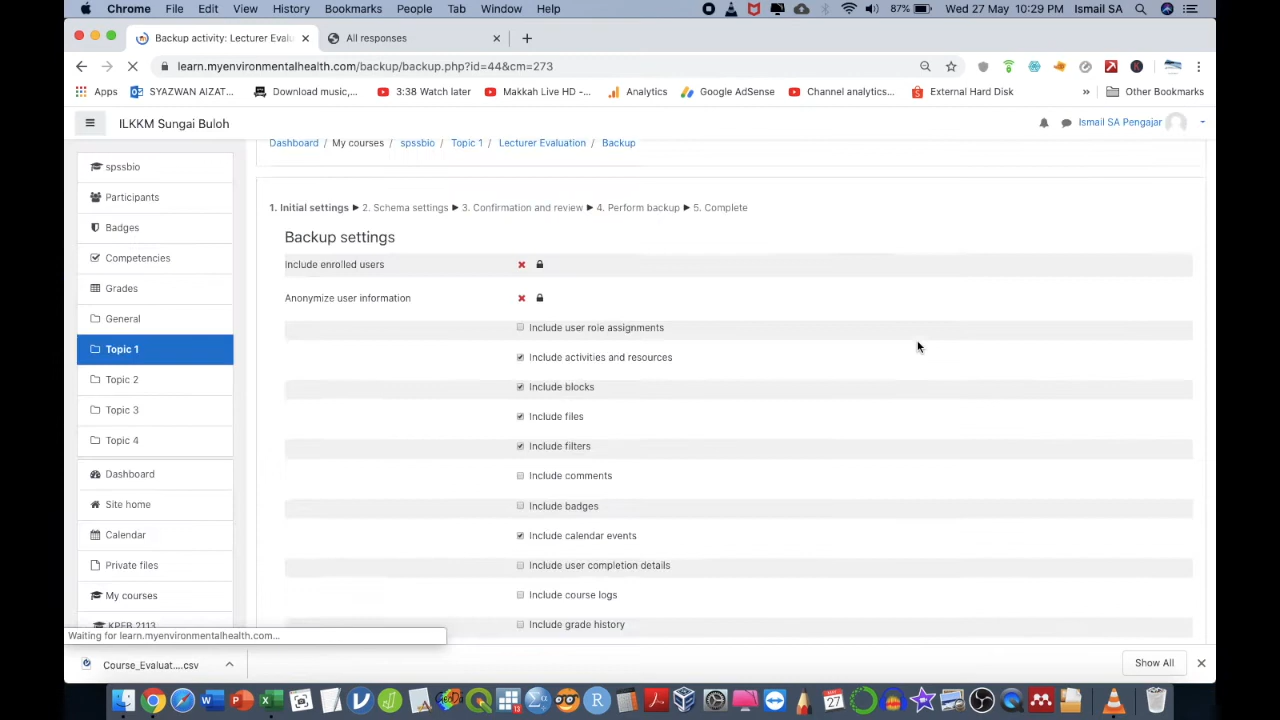 Chrome File Edit View History Bookmarks People Tab Window Help 87% Wed 27 May 10:29 PM Ismail SA
Backup activity: Lecturer Evalu × All responses × +
learn.myenvironmentalhealth.com/backup/backup.php?id=44&cm=273
Apps SYAZWAN AIZAT... Download music,... 3:38 Watch later Makkah Live HD -... Analytics Google AdSense Channel analytics... External Hard Disk » Other Bookmarks
ILKKM Sungai Buloh Ismail SA Pengajar
Dashboard / My courses / spssbio / Topic 1 / Lecturer Evaluation / Backup
spssbio
Participants
Badges
Competencies
Grades
General
Topic 1
Topic 2
Topic 3
Topic 4
Dashboard
Site home
Calendar
Private files
My courses
KPEB 2113
1. Initial settings ► 2. Schema settings ► 3. Confirmation and review ► 4. Perform backup ► 5. Complete
Backup settings
Include enrolled users
Anonymize user information
Include user role assignments
Include activities and resources
Include blocks
Include files
Include filters
Include comments
Include badges
Include calendar events
Include user completion details
Include course logs
Include grade history
Waiting for learn.myenvironmentalhealth.com...
Course_Evaluat....csv Show All